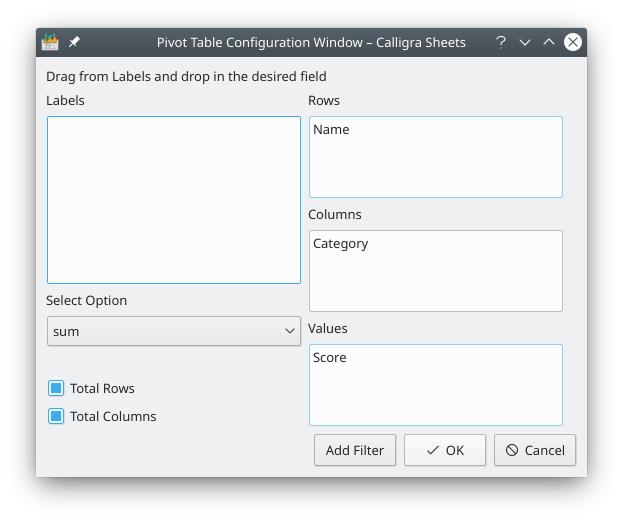 Pivot Table Configuration Window – Calligra Sheets
Drag from Labels and drop in the desired field
Labels
Rows
Name
Columns
Category
Select Option
sum
Values
Score
Total Rows
Total Columns
Add Filter
OK
Cancel